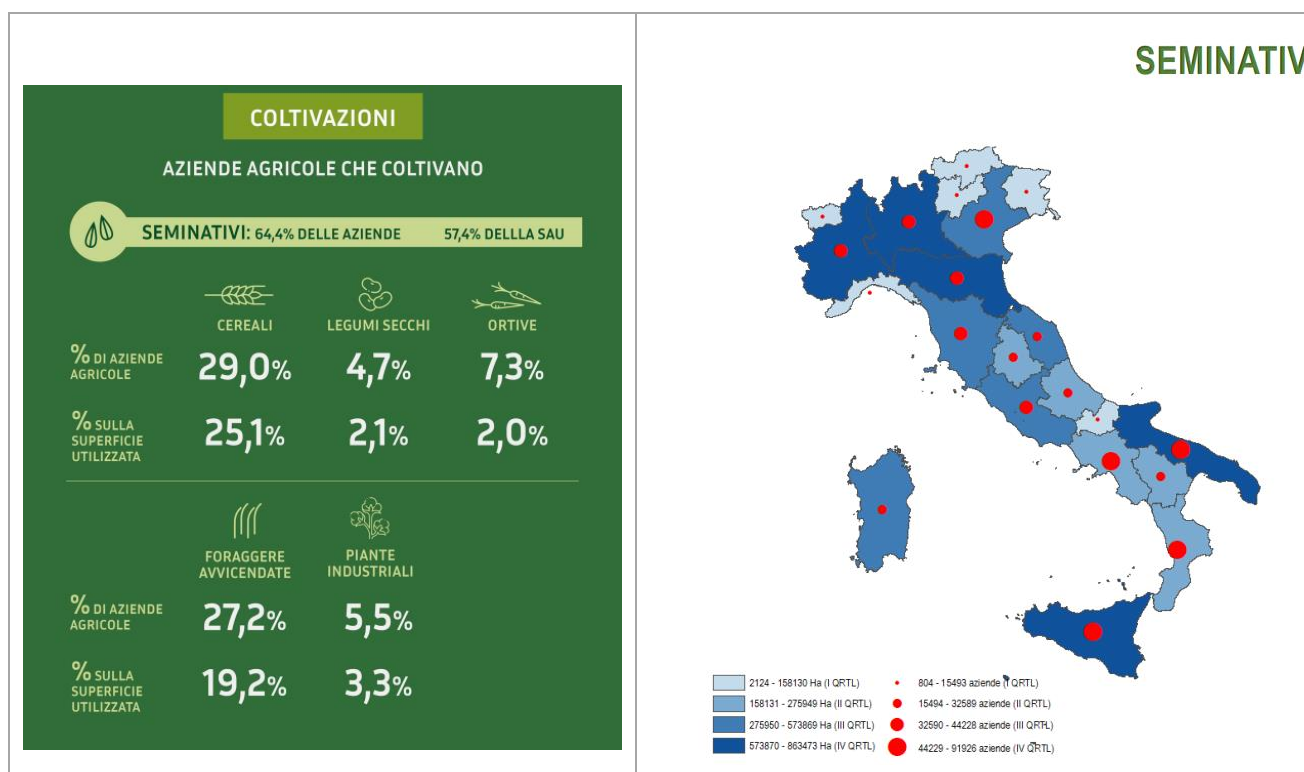 COLTIVAZIONI
AZIENDE AGRICOLE CHE COLTIVANO
SEMINATIVI: 64,4% DELLE AZIENDE 57,4% DELLLA SAU
CEREALI LEGUMI SECCHI ORTIVE
% DI AZIENDE
AGRICOLE
29,0% 4,7% 7,3%
% SULLA
SUPERFICIE
UTILIZZATA
25,1% 2,1% 2,0%
FORAGGERE
AVVICENDATE
PIANTE
INDUSTRIALI
% DI AZIENDE
AGRICOLE
27,2% 5,5%
% SULLA
SUPERFICIE
UTILIZZATA
19,2% 3,3%
SEMINATIV
2124 - 158130 Ha (I QRTL)
158131 - 275949 Ha (II QRTL)
275950 - 573869 Ha (III QRTL)
573870 - 863473 Ha (IV QRTL)
804 - 15493 aziende (I QRTL)
15494 - 32589 aziende (II QRTL)
32590 - 44228 aziende (III QRTL)
44229 - 91926 aziende (IV QRTL)